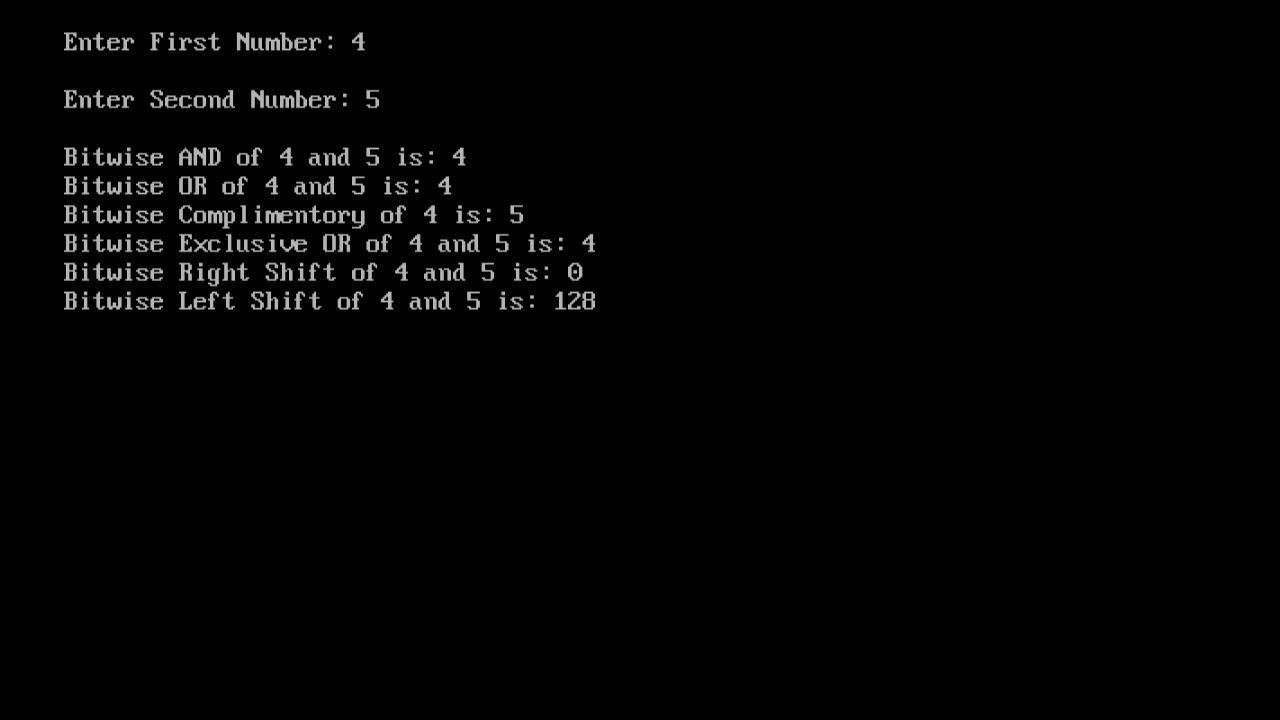 Enter First Number: 4
Enter Second Number: 5
Bitwise AND of 4 and 5 is: 4
Bitwise OR of 4 and 5 is: 4
Bitwise Complimentory of 4 is: 5
Bitwise Exclusive OR of 4 and 5 is: 4
Bitwise Right Shift of 4 and 5 is: 0
Bitwise Left Shift of 4 and 5 is: 128